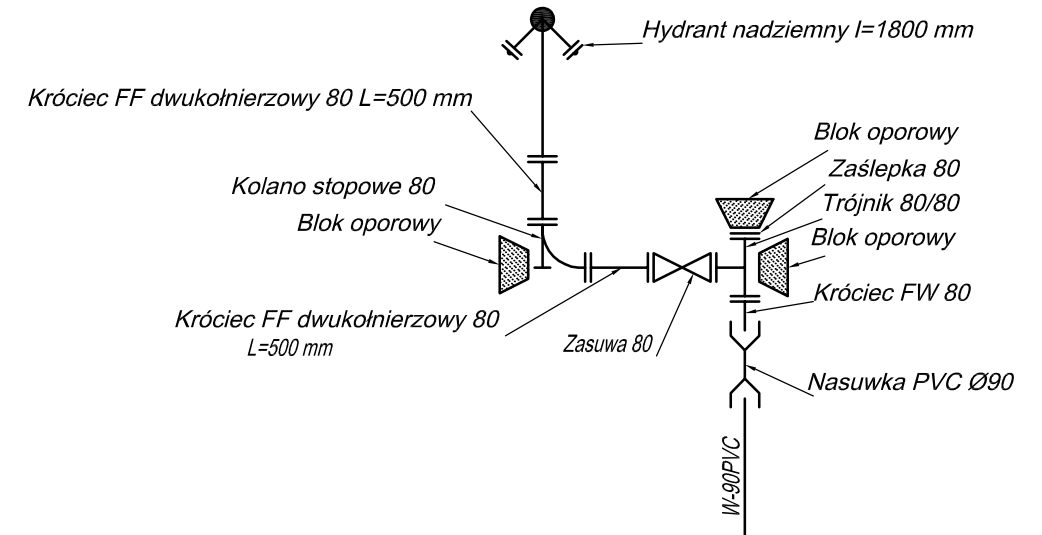 Hydrant nadziemny l=1800 mm
Króciec FF dwukołnierzowy 80 L=500 mm
Blok oporowy
Zaślepka 80
Kolano stopowe 80
Trójnik 80/80
Blok oporowy
Blok oporowy
Króciec FW 80
Króciec FF dwukołnierzowy 80
L=500 mm
Zasuwa 80
Nasuwka PVC Ø90
W-90PVC